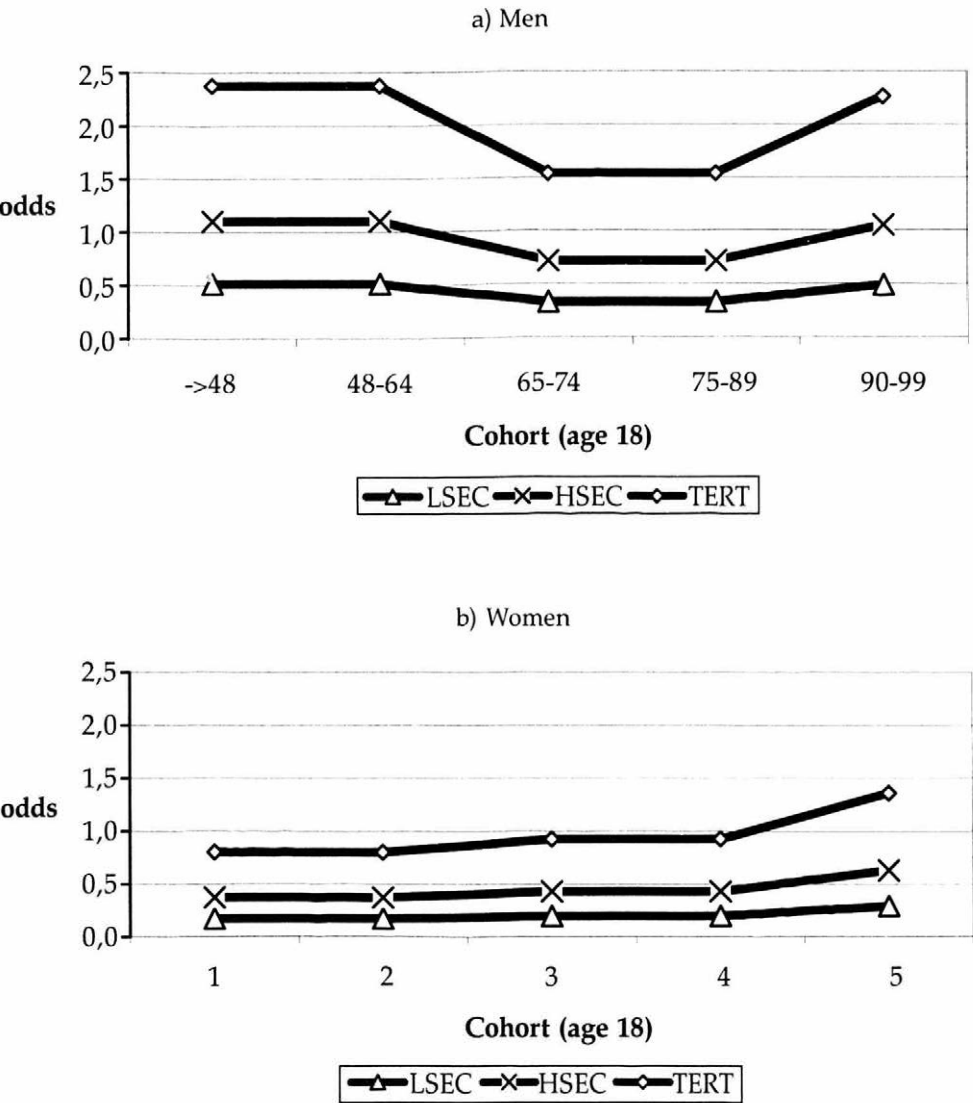 a) Men
2,5
2,0
1,5
odds
1,0
0,5
0,0
->48 48-64 65-74 75-89 90-99
Cohort (age 18)
LSEC HSEC TERT
b) Women
2,5
2,0
1,5
odds
1,0
0,5
0,0
1 2 3 4 5
Cohort (age 18)
LSEC HSEC TERT